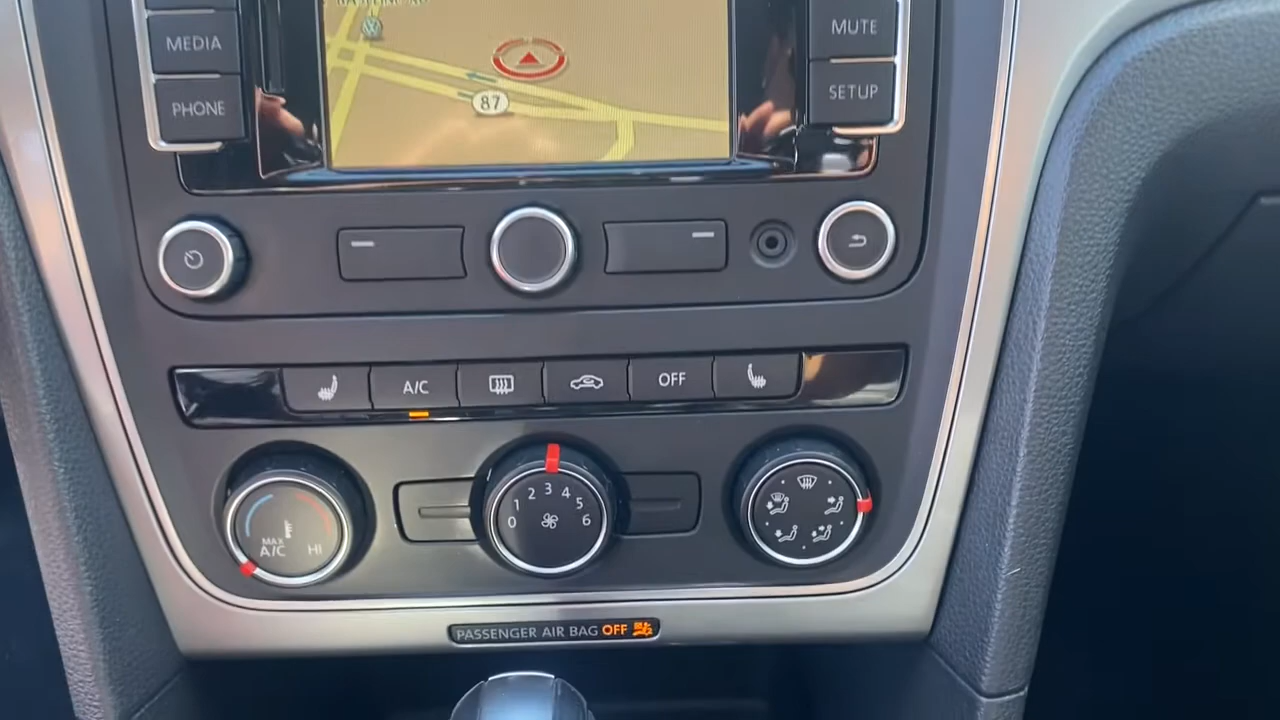 MEDIA
MUTE
PHONE
SETUP
87
A/C
OFF
0 1 2 3 4 5 6
MAX
A/C
HI
PASSENGER AIR BAG OFF